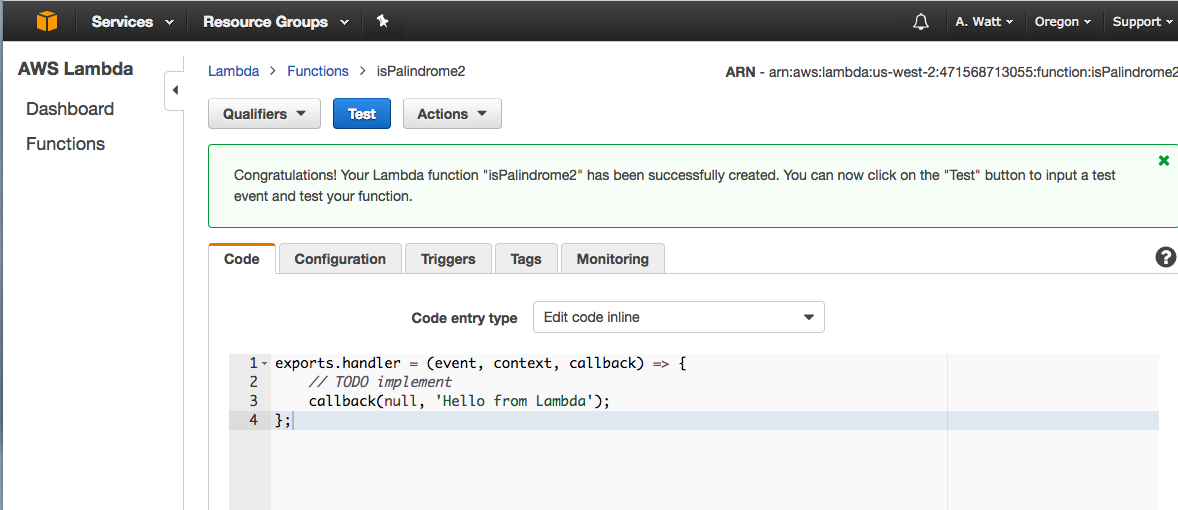 Services Resource Groups A. Watt Oregon Support
AWS Lambda
Dashboard
Functions
Lambda > Functions > isPalindrome2
ARN - arn:aws:lambda:us-west-2:471568713055:function:isPalindrome2
Qualifiers Test Actions
Congratulations! Your Lambda function "isPalindrome2" has been successfully created. You can now click on the "Test" button to input a test
event and test your function.
Code Configuration Triggers Tags Monitoring
Code entry type Edit code inline
1 exports.handler = (event, context, callback) => {
2 // TODO implement
3 callback(null, 'Hello from Lambda');
4 };